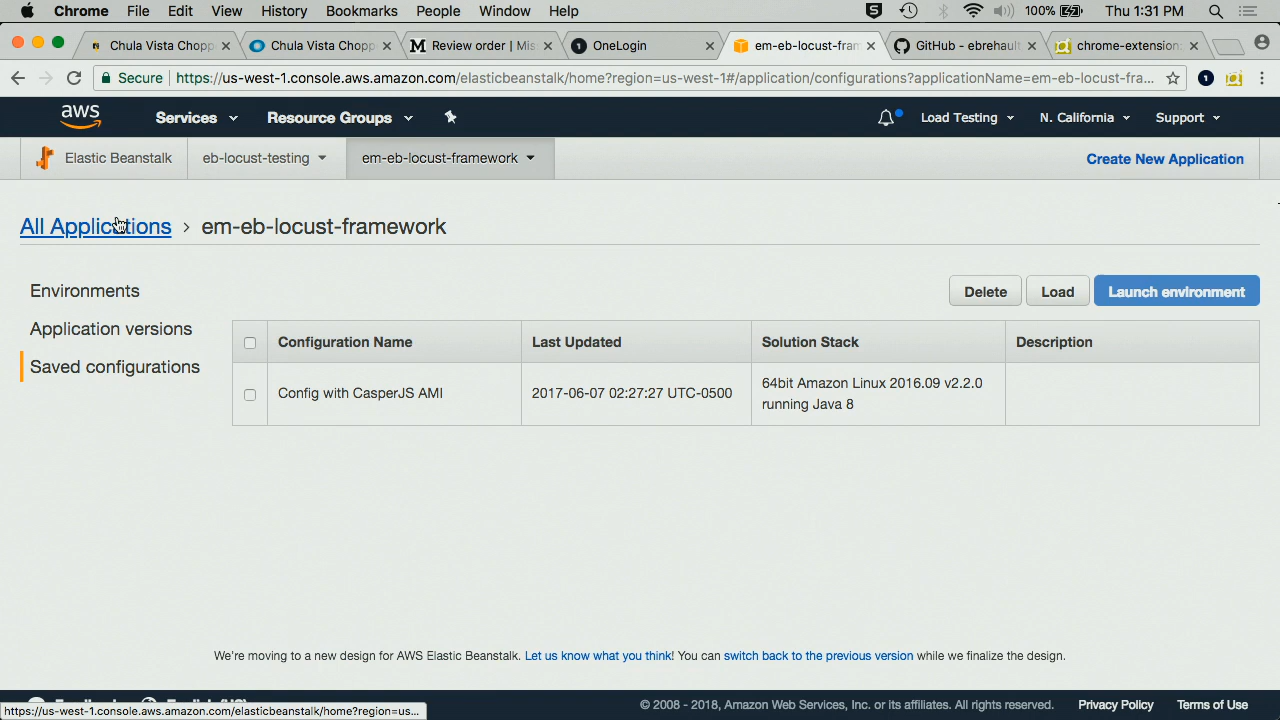 Chrome File Edit View History Bookmarks People Window Help 100% Thu 1:31 PM
Chula Vista Chopp Chula Vista Chopp Review order | Mis OneLogin em-eb-locust-fram GitHub - ebrehault chrome-extension:
Secure https://us-west-1.console.aws.amazon.com/elasticbeanstalk/home?region=us-west-1#/application/configurations?applicationName=em-eb-locust-fra...
aws Services Resource Groups Load Testing N. California Support
Elastic Beanstalk eb-locust-testing em-eb-locust-framework Create New Application
All Applications › em-eb-locust-framework
Environments
Application versions
Saved configurations
Delete Load Launch environment
Configuration Name Last Updated Solution Stack Description
Config with CasperJS AMI 2017-06-07 02:27:27 UTC-0500 64bit Amazon Linux 2016.09 v2.2.0
running Java 8
We're moving to a new design for AWS Elastic Beanstalk. Let us know what you think! You can switch back to the previous version while we finalize the design.
© 2008 - 2018, Amazon Web Services, Inc. or its affiliates. All rights reserved. Privacy Policy Terms of Use
https://us-west-1.console.aws.amazon.com/elasticbeanstalk/home?region=us...